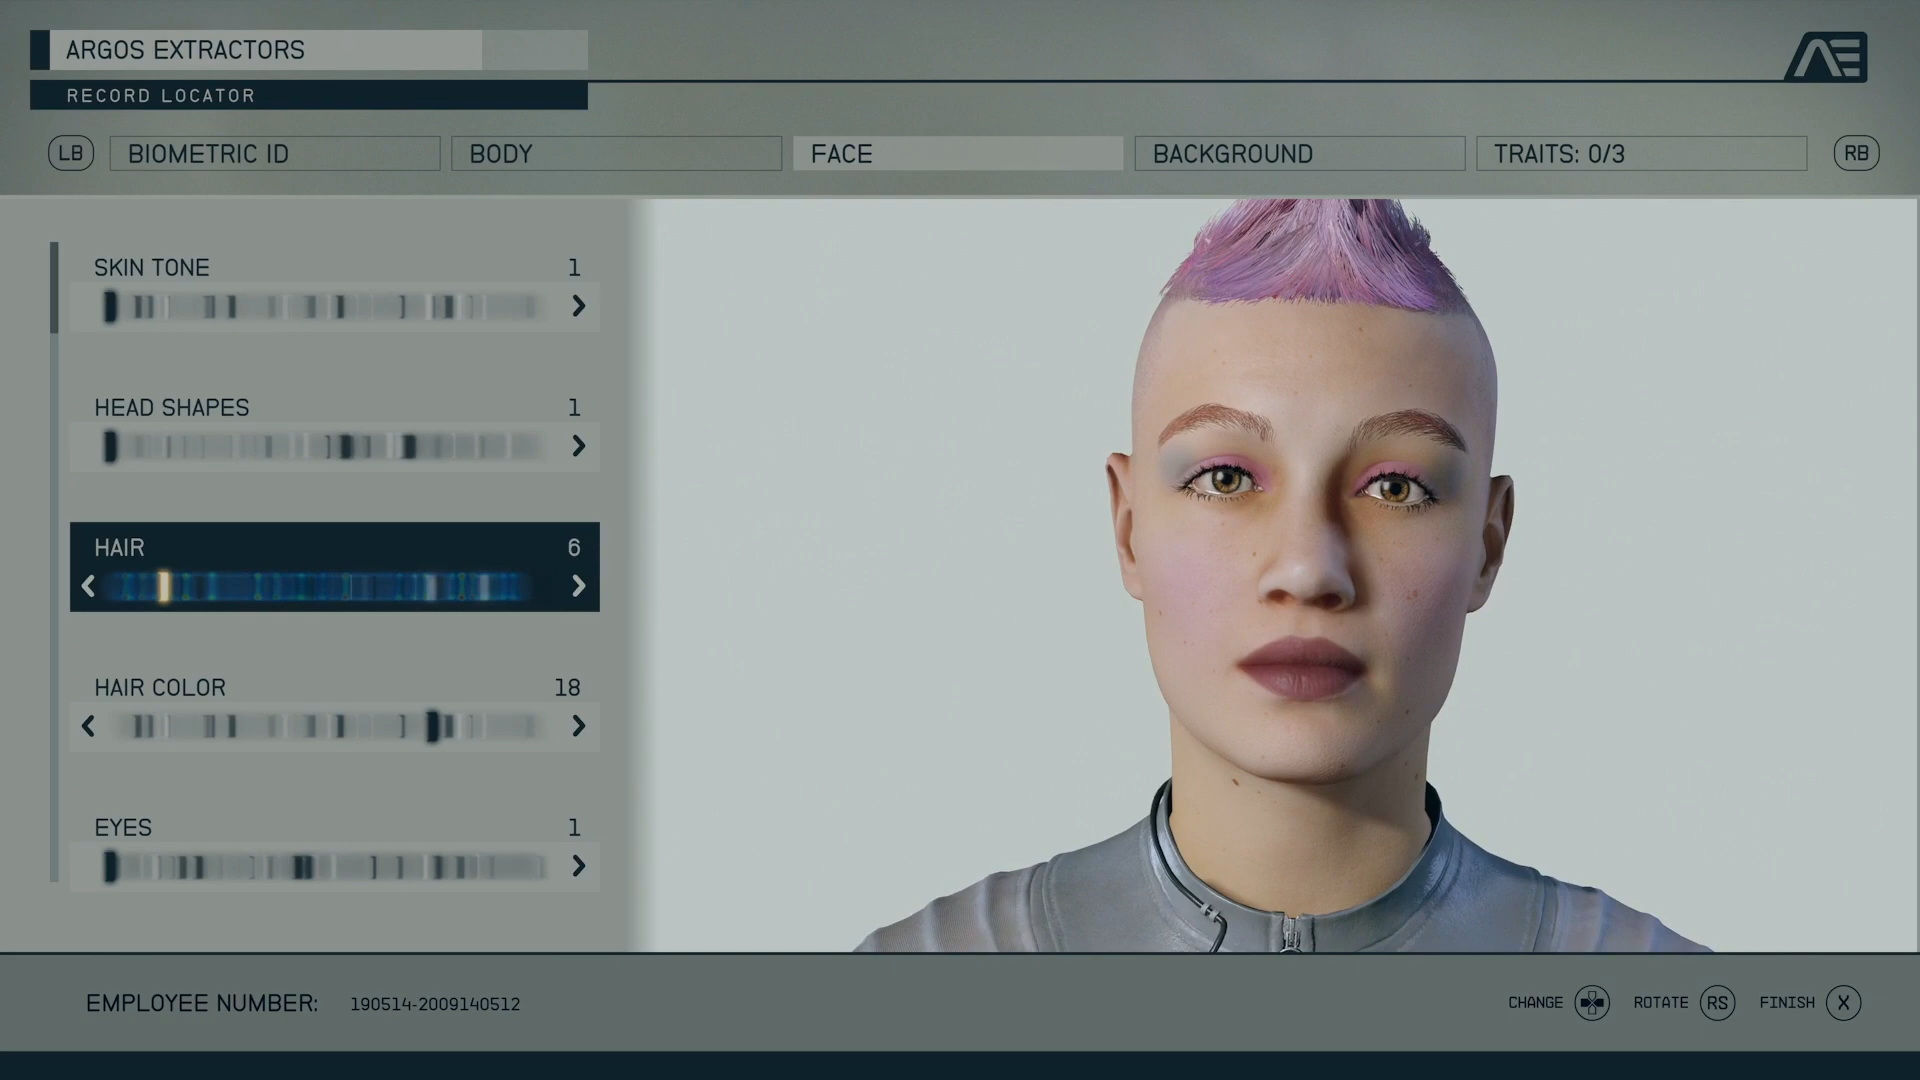 ARGOS EXTRACTORS
AE
RECORD LOCATOR
LB BIOMETRIC ID BODY FACE BACKGROUND TRAITS: 0/3 RB
SKIN TONE 1
HEAD SHAPES 1
HAIR 6
HAIR COLOR 18
EYES 1
EMPLOYEE NUMBER: 190514-2009140512 CHANGE ROTATE RS FINISH X